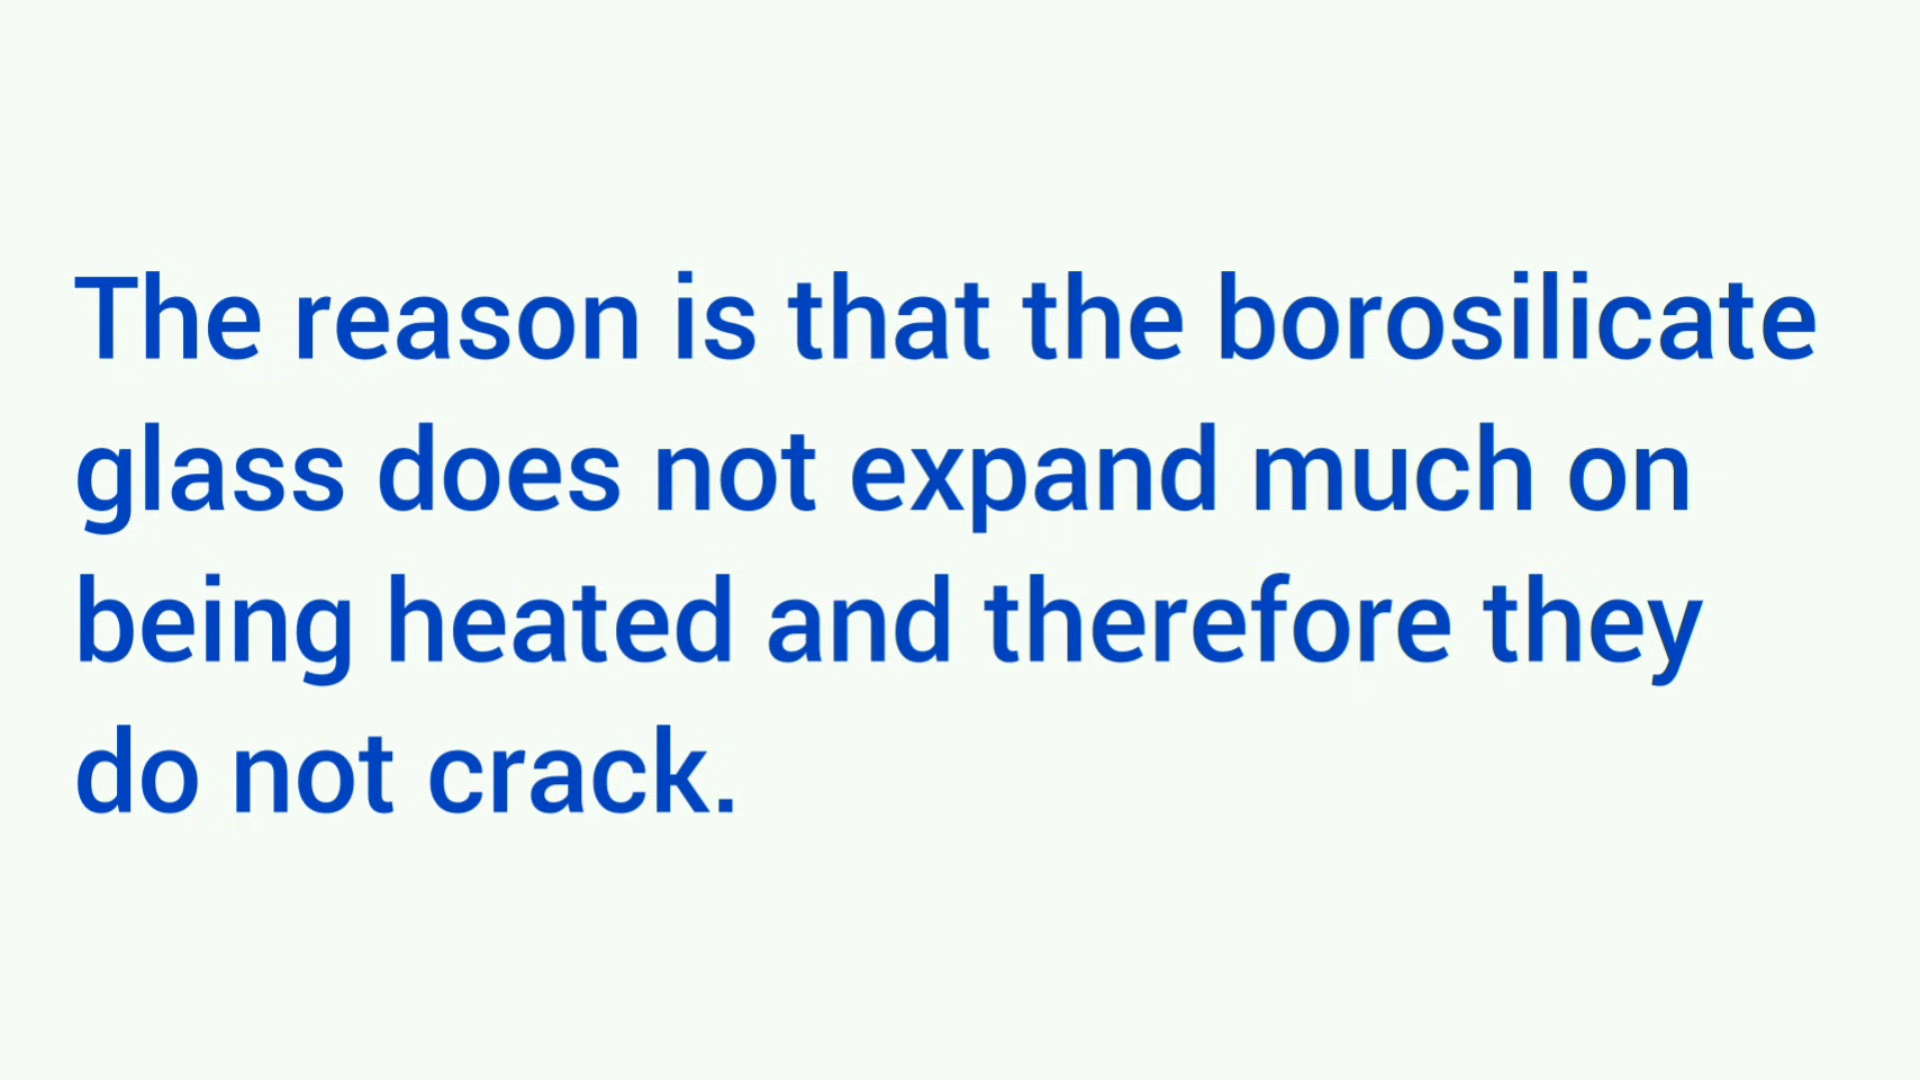 The reason is that the borosilicate
glass does not expand much on
being heated and therefore they
do not crack.